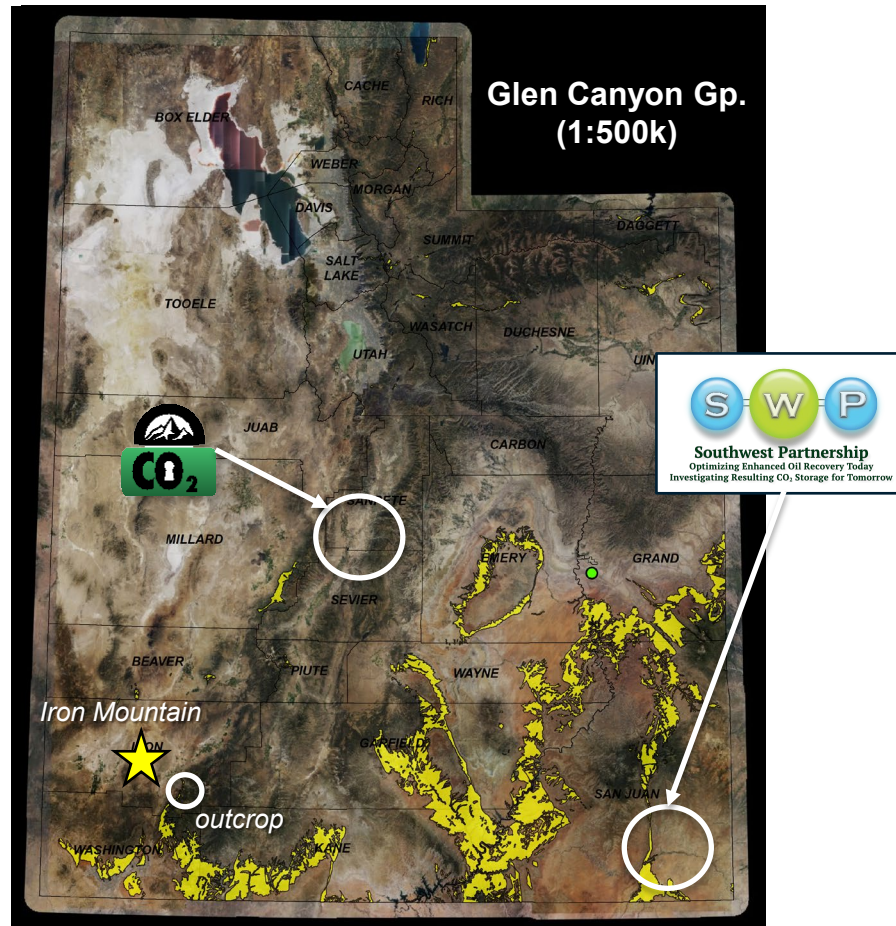 Glen Canyon Gp.
(1:500k)
CACHE
RICH
BOX ELDER
WEBER
MORGAN
DAVIS
DAGGETT
SUMMIT
SALT
LAKE
TOOELE
WASATCH
DUCHESNE
UIN
UTAH
S-W-P
Southwest Partnership
Optimizing Enhanced Oil Recovery Today
Investigating Resulting CO₂ Storage for Tomorrow
JUAB
CARBON
CO₂
SANPETE
MILLARD
EMERY
GRAND
SEVIER
BEAVER
PIUTE
WAYNE
Iron Mountain
IRON
GARFIELD
SAN JUAN
outcrop
WASHINGTON
KANE